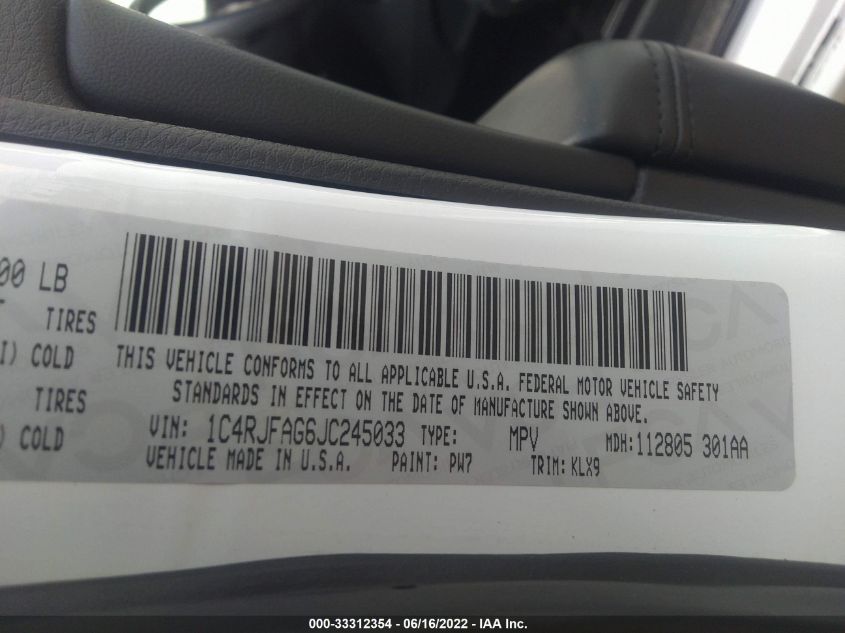 00 LB
TIRES
I) COLD
TIRES
) COLD
THIS VEHICLE CONFORMS TO ALL APPLICABLE U.S.A. FEDERAL MOTOR VEHICLE SAFETY
STANDARDS IN EFFECT ON THE DATE OF MANUFACTURE SHOWN ABOVE.
VIN: 1C4RJFAG6JC245033 TYPE: MPV MDH:112805 301AA
VEHICLE MADE IN U.S.A. PAINT: PW7 TRIM: KLX9
000-33312354 - 06/16/2022 - IAA Inc.